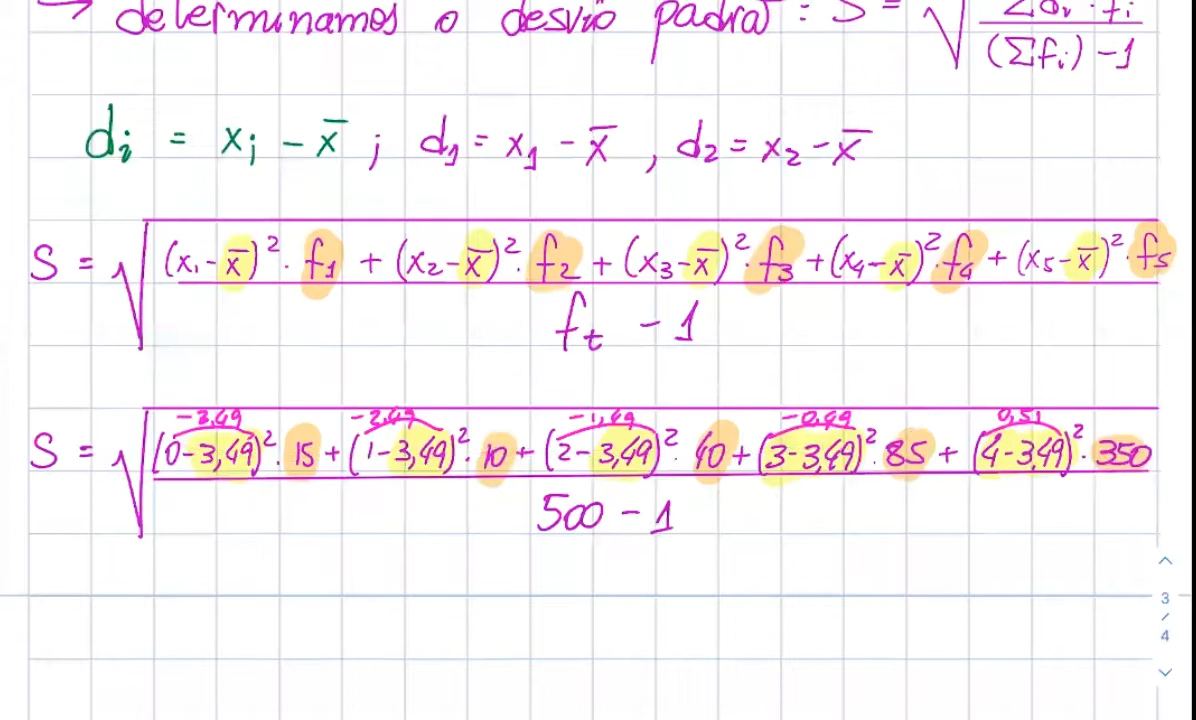 → determinamos o desvio padrão : S = √ Σdi² · fi / (Σfi) - 1
di = xi - x̄ ; d1 = x1 - x̄ , d2 = x2 - x̄
S = √ (x1 - x̄)² · f1 + (x2 - x̄)² · f2 + (x3 - x̄)² · f3 + (x4 - x̄)² · f4 + (x5 - x̄)² · f5
ft - 1
-3,49 -2,49 -1,49 -0,49 0,51
S = √ (0 - 3,49)² · 15 + (1 - 3,49)² · 10 + (2 - 3,49)² · 40 + (3 - 3,49)² · 85 + (4 - 3,49)² · 350
500 - 1
3
/
4